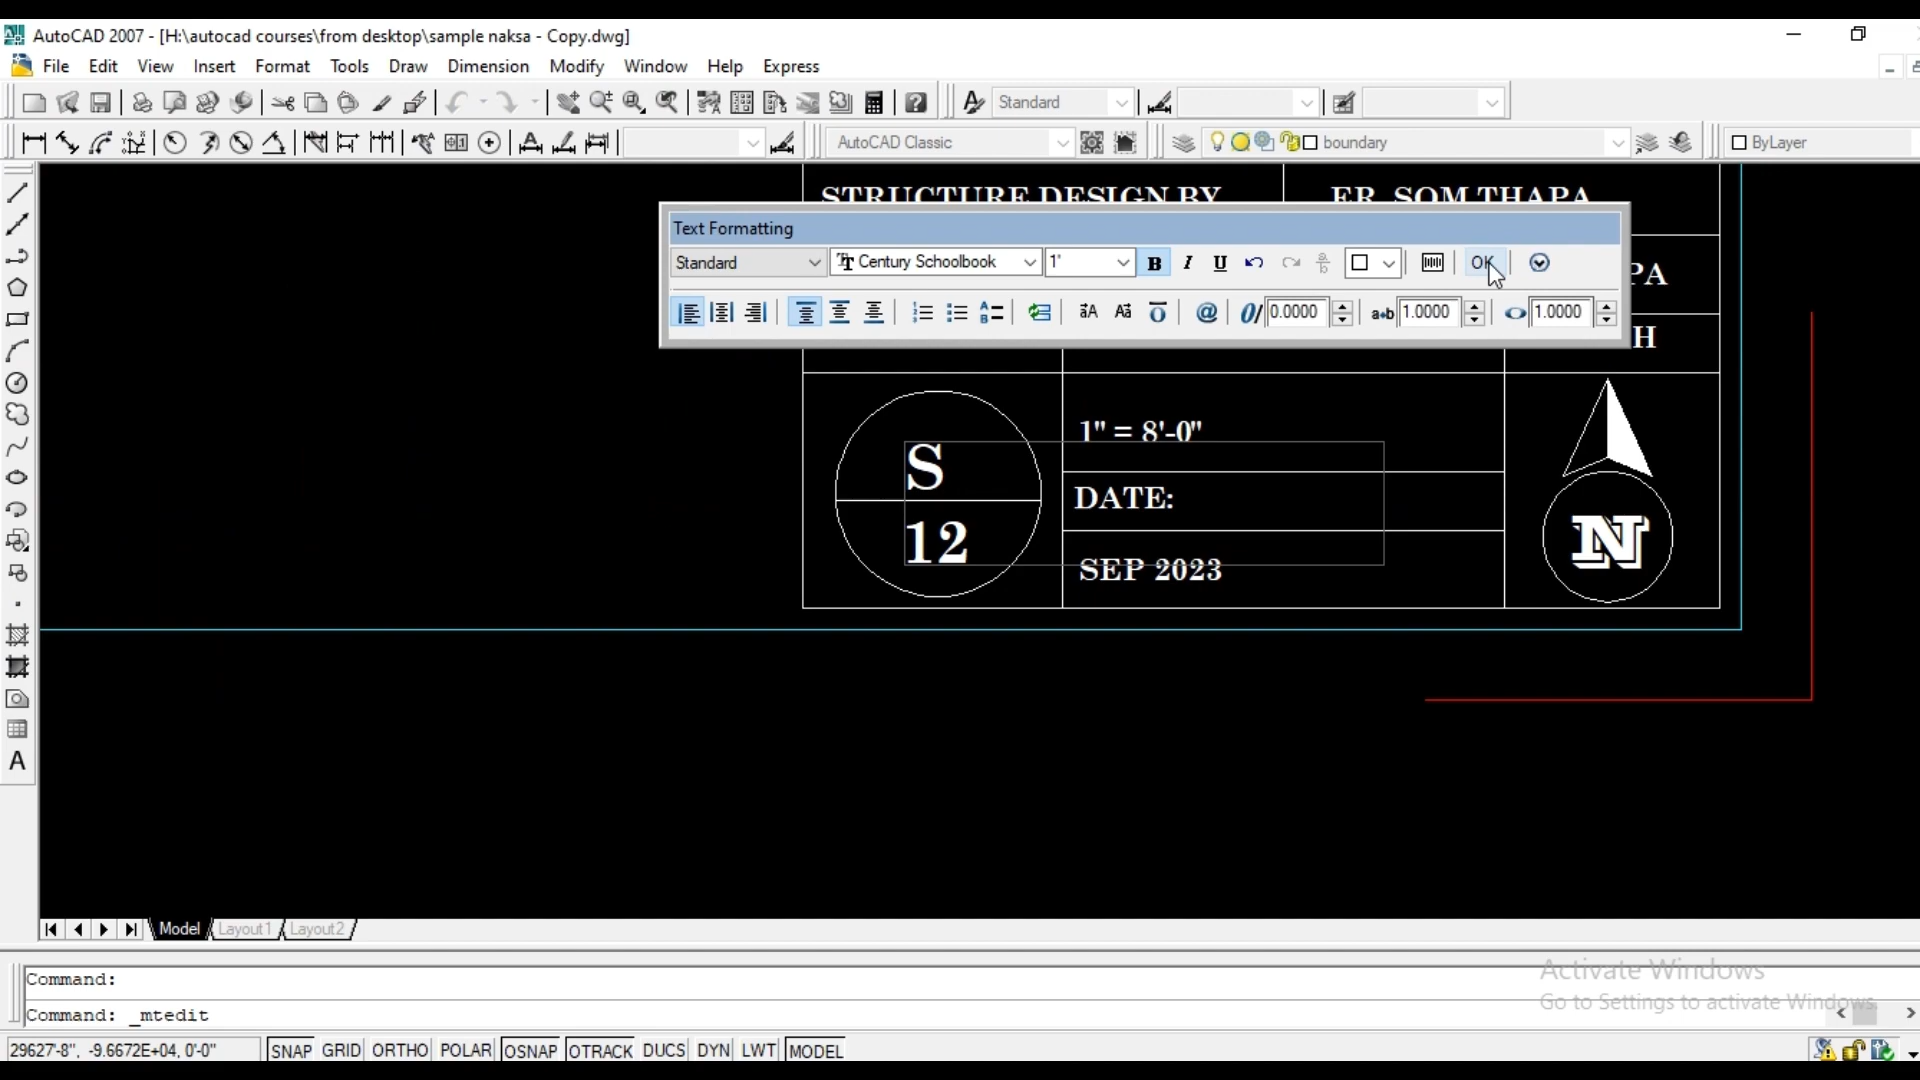 AutoCAD 2007 - [H:\autocad courses\from desktop\sample naksa - Copy.dwg]
File Edit View Insert Format Tools Draw Dimension Modify Window Help Express
Standard
AutoCAD Classic boundary ByLayer
STRUCTURE DESIGN BY ER. SOM THAPA
Text Formatting
Standard Century Schoolbook 1' B I U OK
PA
@ 0/ 0.0000 a•b 1.0000 1.0000
H
1" = 8'-0"
S
DATE:
12
SEP 2023
N
A
Model Layout1 Layout2
Command:
Activate Windows
Go to Settings to activate Windows.
Command: _mtedit
29627'-8", -9.6672E+04, 0'-0" SNAP GRID ORTHO POLAR OSNAP OTRACK DUCS DYN LWT MODEL